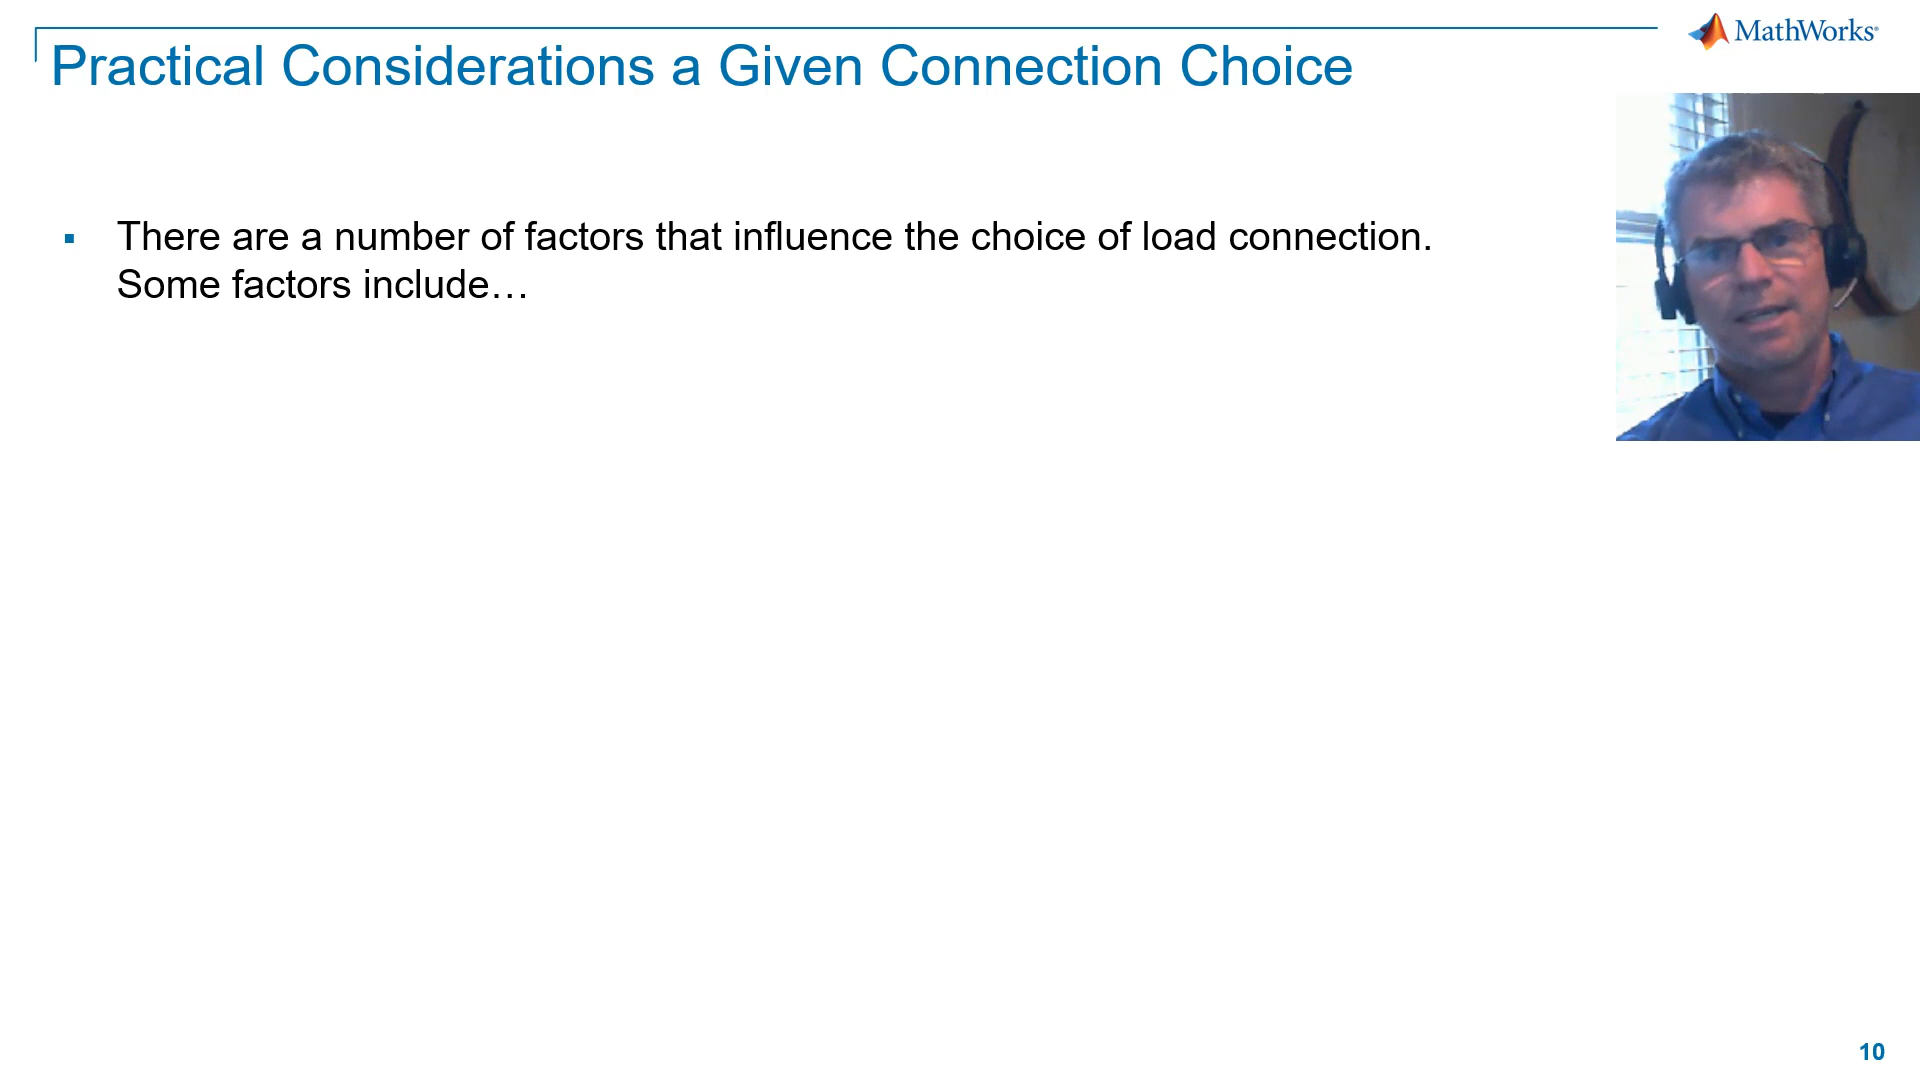 MathWorks®
Practical Considerations a Given Connection Choice
▪ There are a number of factors that influence the choice of load connection.
Some factors include…
10